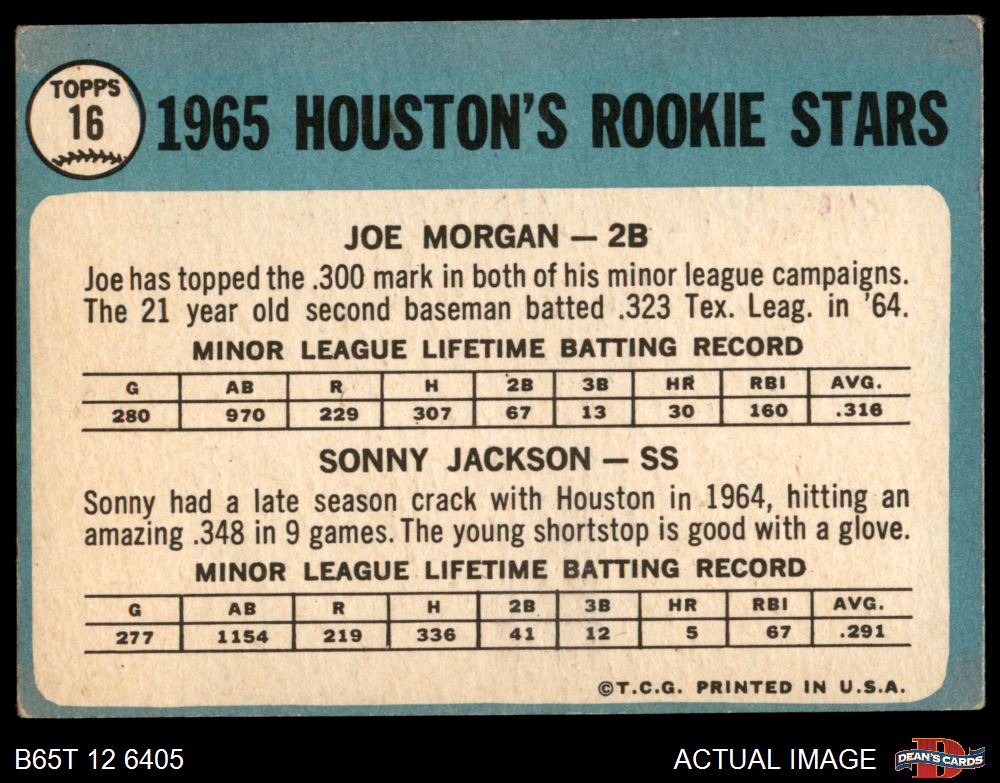 TOPPS
16
1965 HOUSTON'S ROOKIE STARS
JOE MORGAN — 2B
Joe has topped the .300 mark in both of his minor league campaigns.
The 21 year old second baseman batted .323 Tex. Leag. in '64.
MINOR LEAGUE LIFETIME BATTING RECORD
G AB R H 2B 3B HR RBI AVG.
280 970 229 307 67 13 30 160 .316
SONNY JACKSON — SS
Sonny had a late season crack with Houston in 1964, hitting an
amazing .348 in 9 games. The young shortstop is good with a glove.
MINOR LEAGUE LIFETIME BATTING RECORD
G AB R H 2B 3B HR RBI AVG.
277 1154 219 336 41 12 5 67 .291
©T.C.G. PRINTED IN U.S.A.
B65T 12 6405
ACTUAL IMAGE
D
DEAN'S CARDS